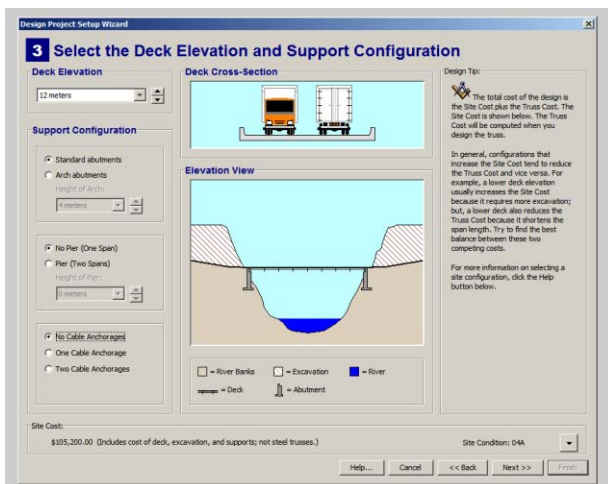 Design Project Setup Wizard
3 Select the Deck Elevation and Support Configuration
Deck Elevation
12 meters
Support Configuration
Standard abutments
Arch abutments
Height of Arch:
4 meters
No Pier (One Span)
Pier (Two Spans)
Height of Pier:
0 meters
No Cable Anchorages
One Cable Anchorage
Two Cable Anchorages
Deck Cross-Section
Elevation View
= River Banks
= Excavation
= River
= Deck
= Abutment
Design Tip:
The total cost of the design is
the Site Cost plus the Truss Cost. The
Site Cost is shown below. The Truss
Cost will be computed when you
design the truss.
In general, configurations that
increase the Site Cost tend to reduce
the Truss Cost and vice versa. For
example, a lower deck elevation
usually increases the Site Cost
because it requires more excavation;
but, a lower deck also reduces the
Truss Cost because it shortens the
span length. Try to find the best
balance between these two
competing costs.
For more information on selecting a
site configuration, click the Help
button below.
Site Cost:
$105,200.00 (Includes cost of deck, excavation, and supports; not steel trusses.)
Site Condition: 04A
Help...
Cancel
<< Back
Next >>
Finish